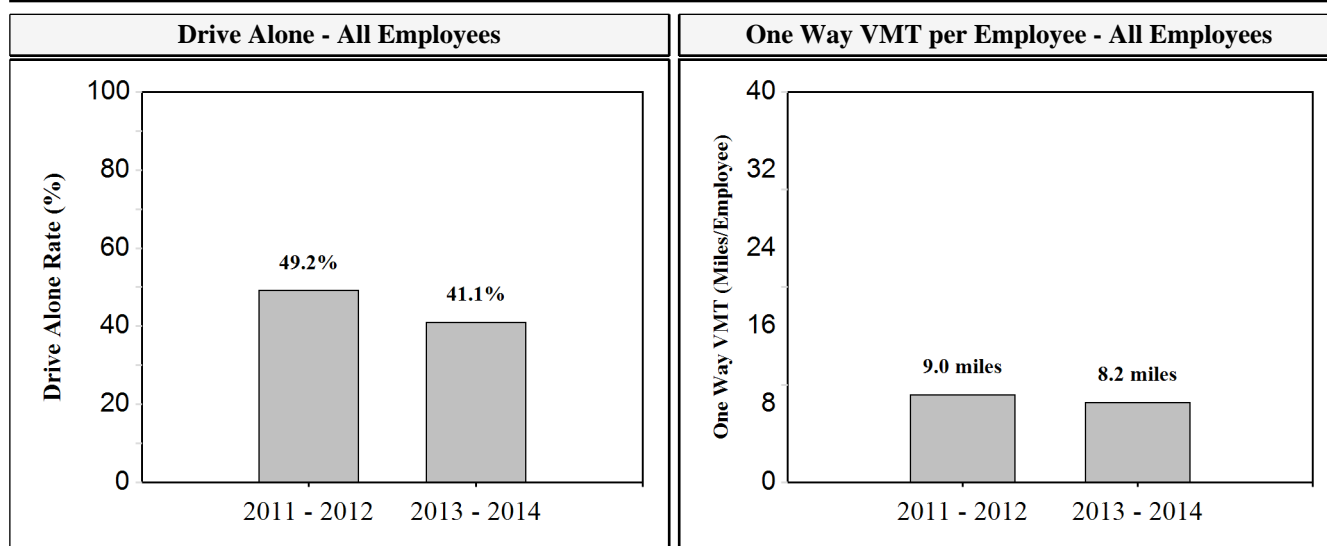 Drive Alone - All Employees
One Way VMT per Employee - All Employees
Drive Alone Rate (%)
100
80
60
40
20
0
49.2%
41.1%
2011 - 2012
2013 - 2014
One Way VMT (Miles/Employee)
40
32
24
16
8
0
9.0 miles
8.2 miles
2011 - 2012
2013 - 2014